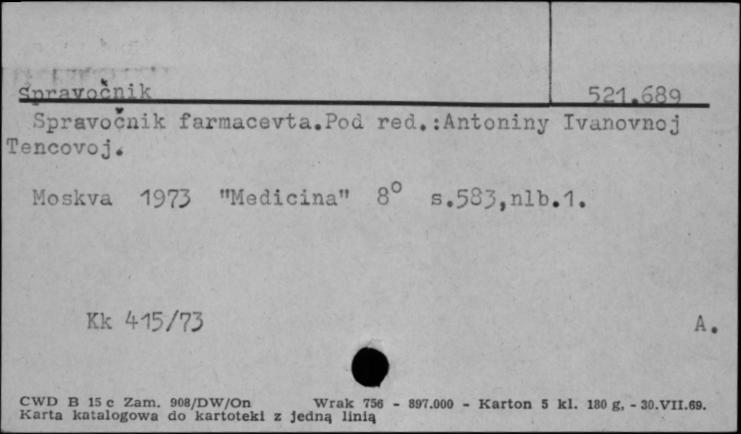 Spravočnik 521.689
Spravočnik farmacevta.Pod red.:Antoniny Ivanovnoj
Tencovoj.
Moskva 1973 "Medicina" 8° s.583,nlb.1.
Kk 415/73 A.
CWD B 15 c Zam. 908/DW/On Wrak 756 - 897.000 - Karton 5 kl. 180 g, - 30.VII.69.
Karta katalogowa do kartoteki z jedną linią